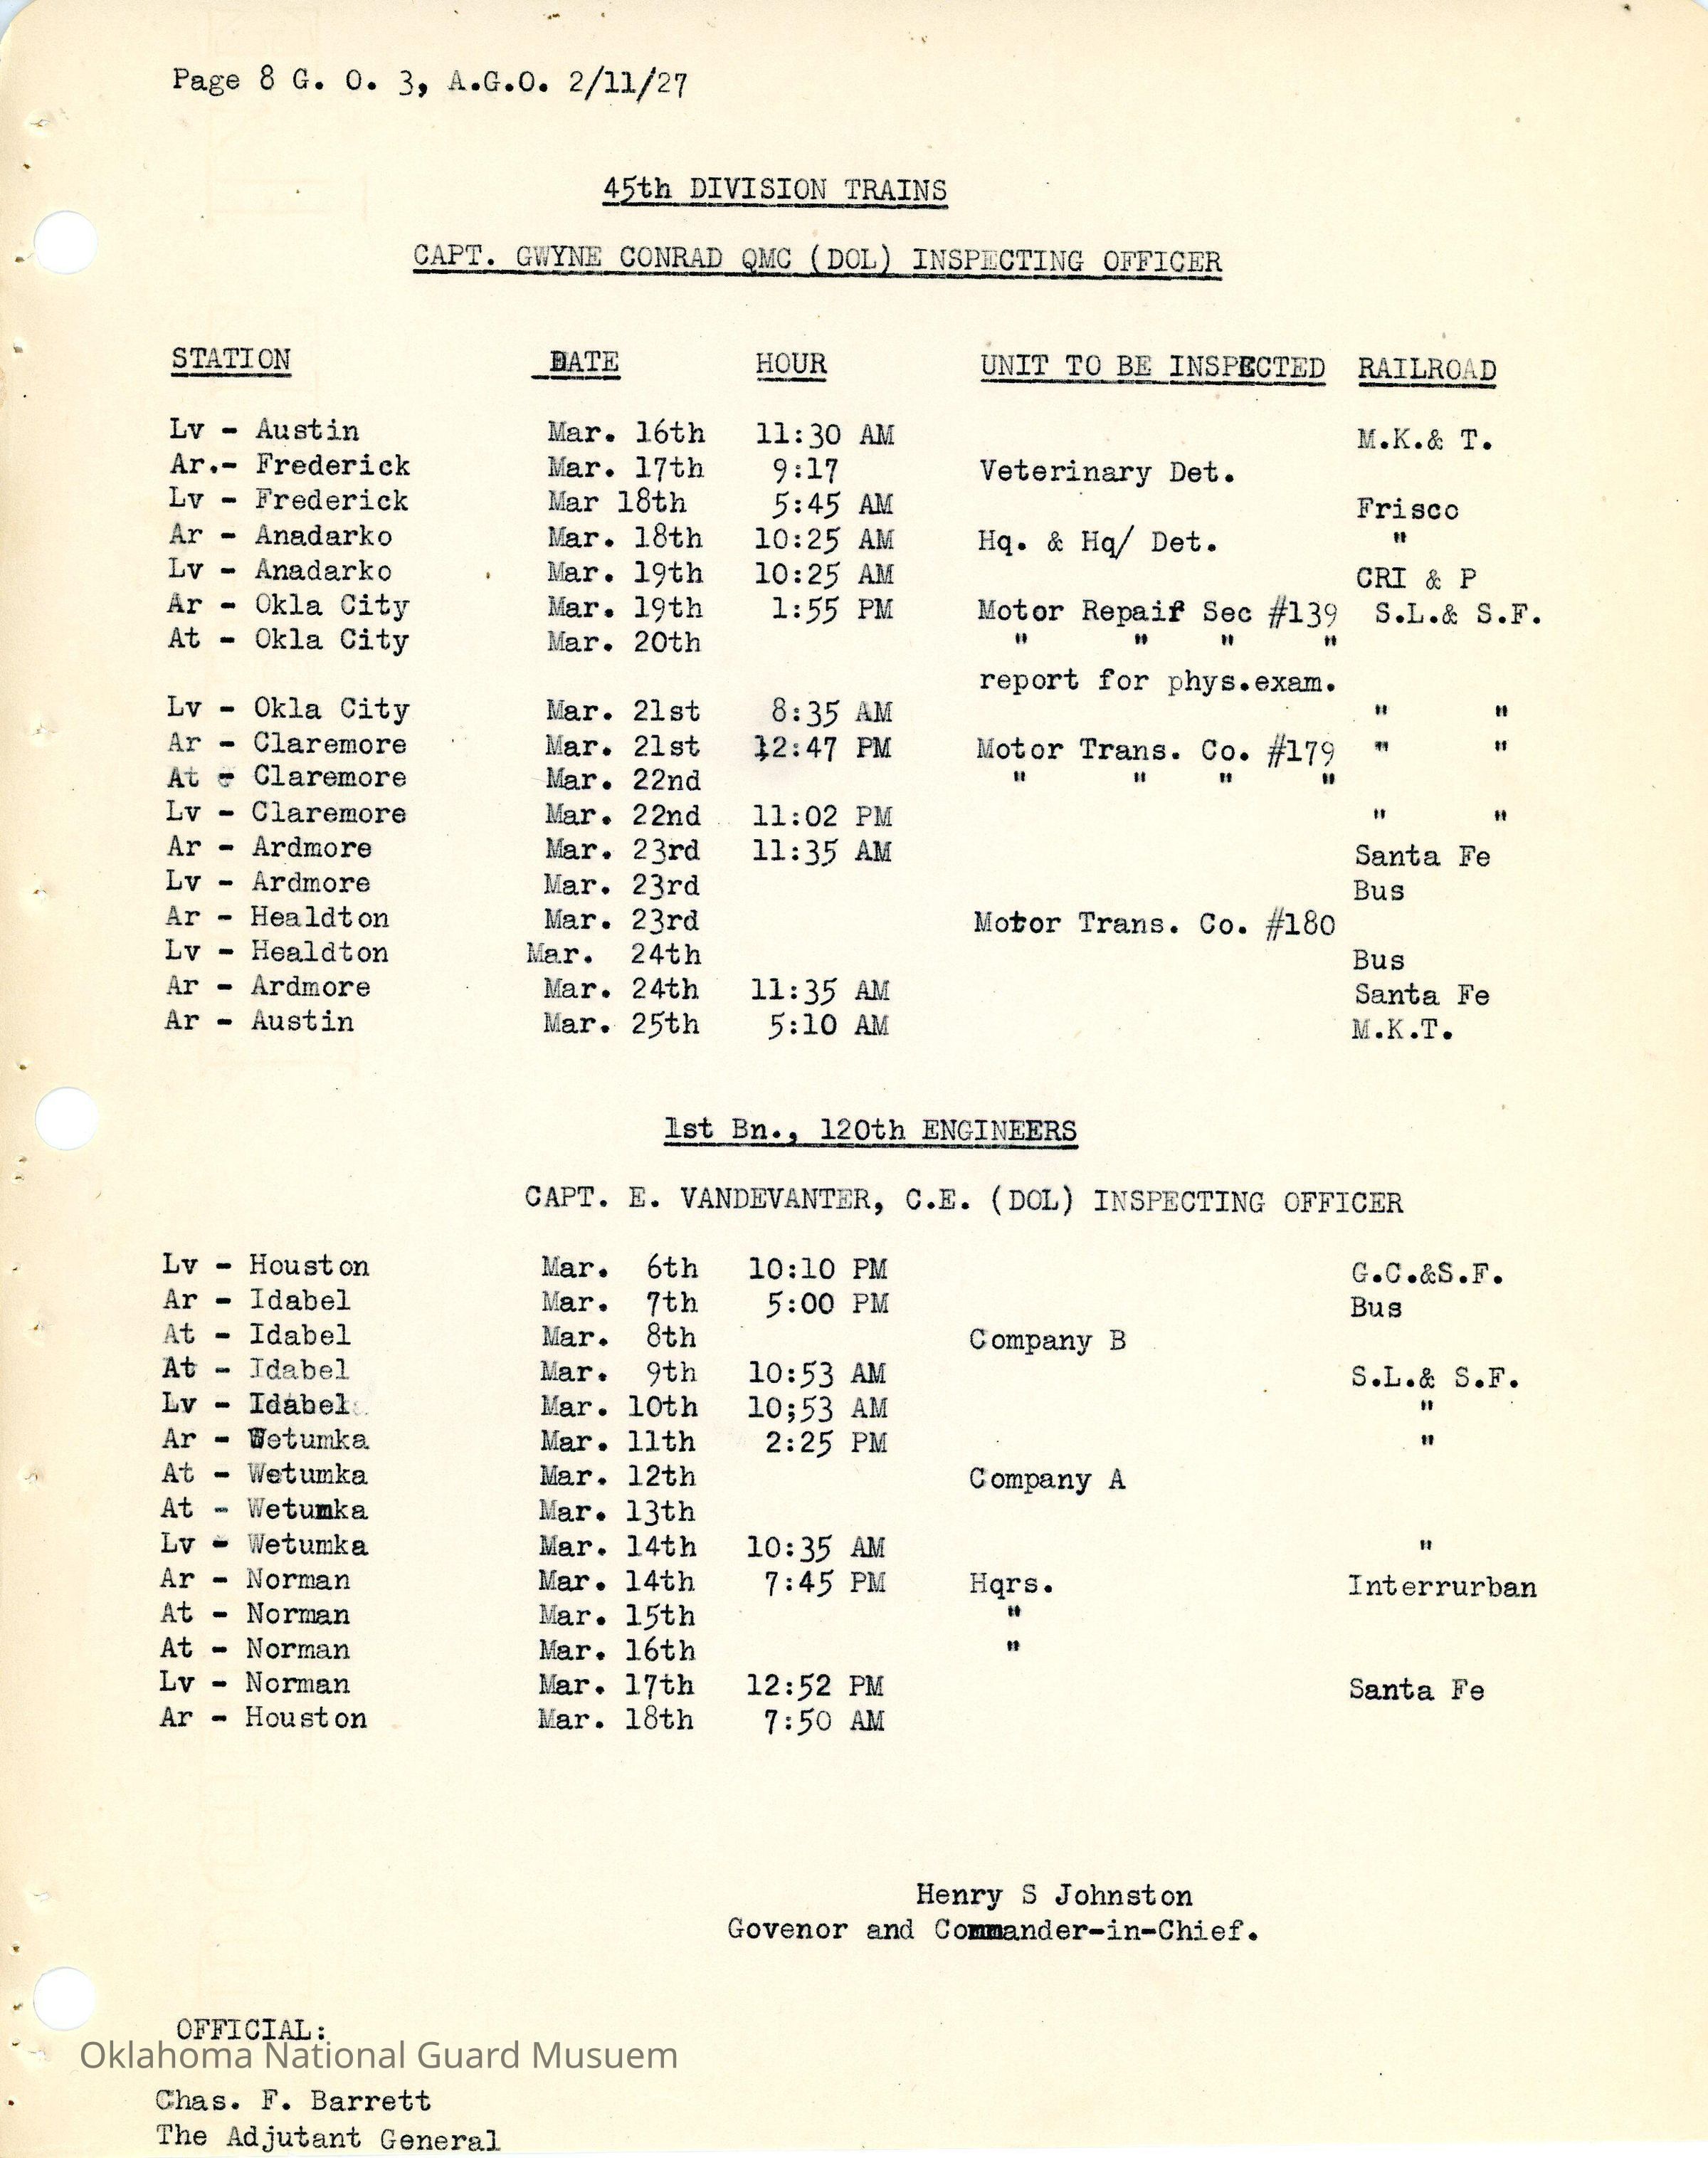 Page 8 G. O. 3, A.G.O. 2/11/27
45th DIVISION TRAINS
CAPT. GWYNE CONRAD QMC (DOL) INSPECTING OFFICER
STATION DATE HOUR UNIT TO BE INSPECTED RAILROAD
Lv - Austin Mar. 16th 11:30 AM M.K.& T.
Ar.- Frederick Mar. 17th 9:17 Veterinary Det.
Lv - Frederick Mar 18th 5:45 AM Frisco
Ar - Anadarko Mar. 18th 10:25 AM Hq. & Hq/ Det. "
Lv - Anadarko Mar. 19th 10:25 AM CRI & P
Ar - Okla City Mar. 19th 1:55 PM Motor Repair Sec #139 S.L.& S.F.
At - Okla City Mar. 20th " " " "
report for phys.exam.
Lv - Okla City Mar. 21st 8:35 AM " "
Ar - Claremore Mar. 21st 12:47 PM Motor Trans. Co. #179 " "
At - Claremore Mar. 22nd " " " "
Lv - Claremore Mar. 22nd 11:02 PM " "
Ar - Ardmore Mar. 23rd 11:35 AM Santa Fe
Lv - Ardmore Mar. 23rd Bus
Ar - Healdton Mar. 23rd Motor Trans. Co. #180
Lv - Healdton Mar. 24th Bus
Ar - Ardmore Mar. 24th 11:35 AM Santa Fe
Ar - Austin Mar. 25th 5:10 AM M.K.T.
1st Bn., 120th ENGINEERS
CAPT. E. VANDEVANTER, C.E. (DOL) INSPECTING OFFICER
Lv - Houston Mar. 6th 10:10 PM G.C.&S.F.
Ar - Idabel Mar. 7th 5:00 PM Bus
At - Idabel Mar. 8th Company B
At - Idabel Mar. 9th 10:53 AM S.L.& S.F.
Lv - Idabel Mar. 10th 10;53 AM "
Ar - Wetumka Mar. 11th 2:25 PM "
At - Wetumka Mar. 12th Company A
At - Wetumka Mar. 13th
Lv - Wetumka Mar. 14th 10:35 AM "
Ar - Norman Mar. 14th 7:45 PM Hqrs. Interrurban
At - Norman Mar. 15th "
At - Norman Mar. 16th "
Lv - Norman Mar. 17th 12:52 PM Santa Fe
Ar - Houston Mar. 18th 7:50 AM
Henry S Johnston
Govenor and Commander-in-Chief.
OFFICIAL:
Oklahoma National Guard Musuem
Chas. F. Barrett
The Adjutant General